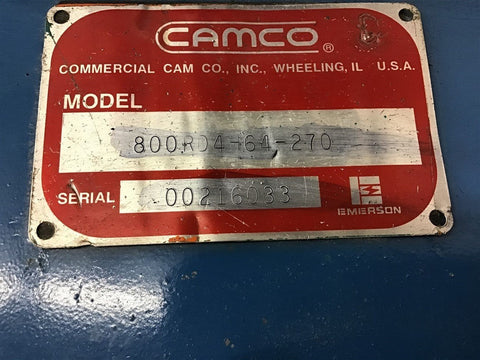 CAMCO ®
COMMERCIAL CAM CO., INC., WHEELING, IL U.S.A.
MODEL
800RD4-64-270
SERIAL 00216033
EMERSON